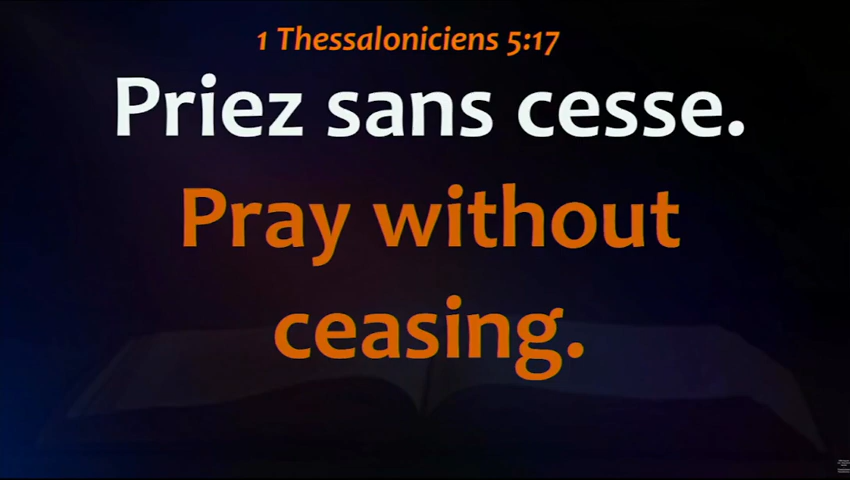 1 Thessaloniciens 5:17
Priez sans cesse.
Pray without
ceasing.